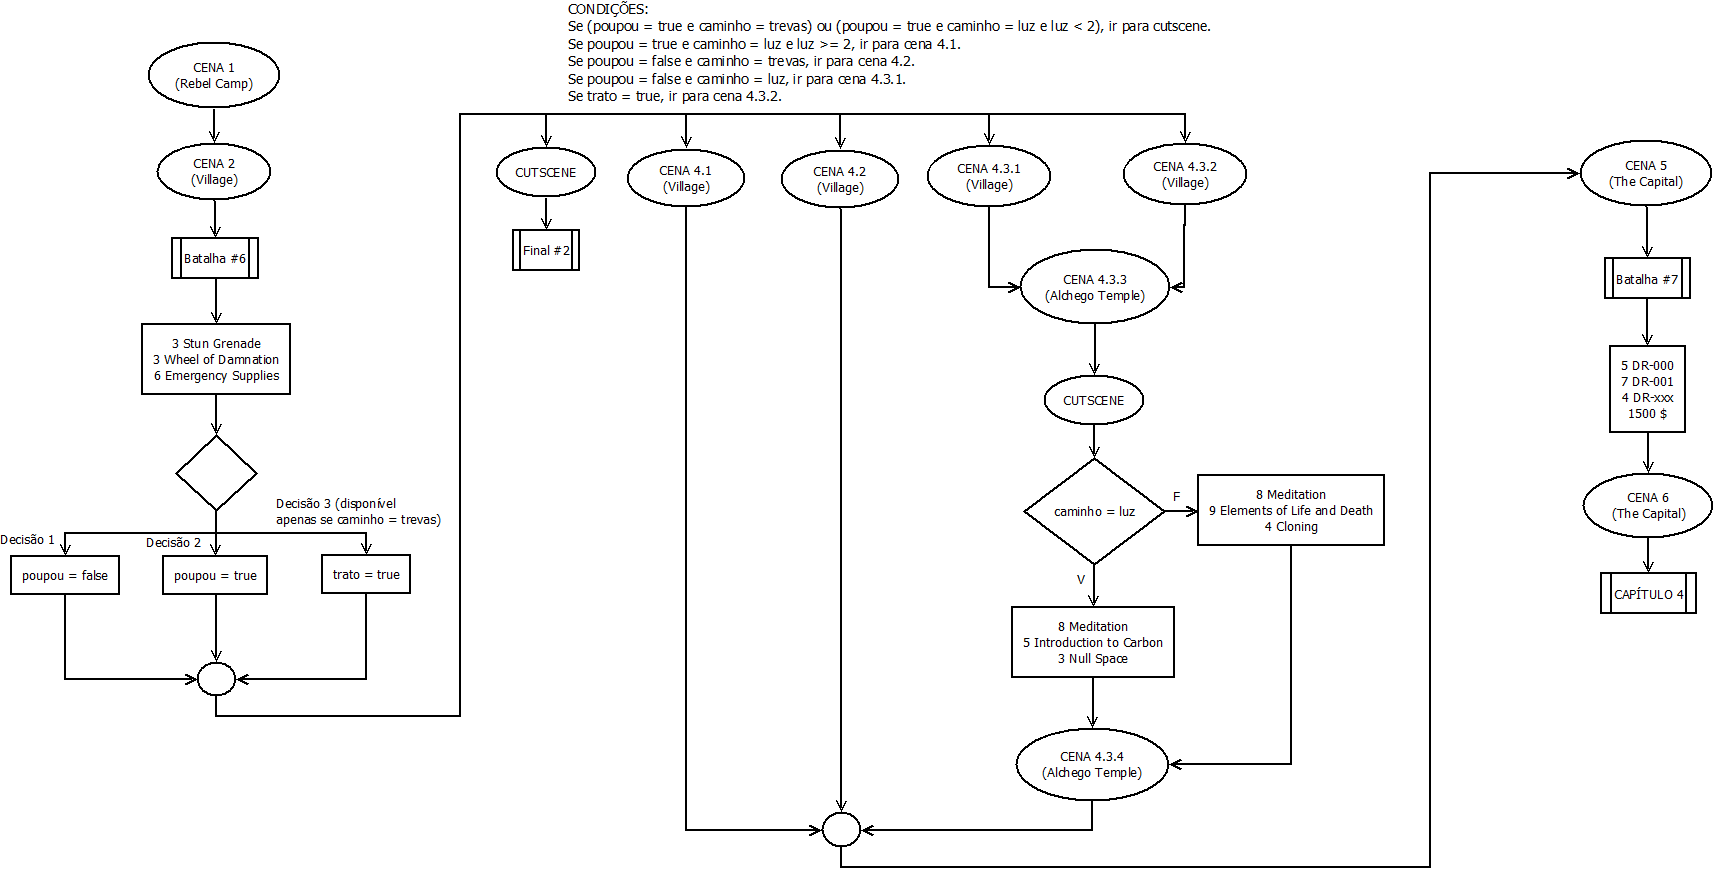 CONDIÇÕES:
Se (poupou = true e caminho = trevas) ou (poupou = true e caminho = luz e luz < 2), ir para cutscene.
Se poupou = true e caminho = luz e luz >= 2, ir para cena 4.1.
Se poupou = false e caminho = trevas, ir para cena 4.2.
Se poupou = false e caminho = luz, ir para cena 4.3.1.
Se trato = true, ir para cena 4.3.2.
CENA 1
(Rebel Camp)
CENA 2
(Village)
Batalha #6
3 Stun Grenade
3 Wheel of Damnation
6 Emergency Supplies
Decisão 3 (disponível
apenas se caminho = trevas)
Decisão 1
Decisão 2
poupou = false
poupou = true
trato = true
CUTSCENE
Final #2
CENA 4.1
(Village)
CENA 4.2
(Village)
CENA 4.3.1
(Village)
CENA 4.3.2
(Village)
CENA 4.3.3
(Alchego Temple)
CUTSCENE
caminho = luz
F
8 Meditation
9 Elements of Life and Death
4 Cloning
V
8 Meditation
5 Introduction to Carbon
3 Null Space
CENA 4.3.4
(Alchego Temple)
CENA 5
(The Capital)
Batalha #7
5 DR-000
7 DR-001
4 DR-xxx
1500 $
CENA 6
(The Capital)
CAPÍTULO 4